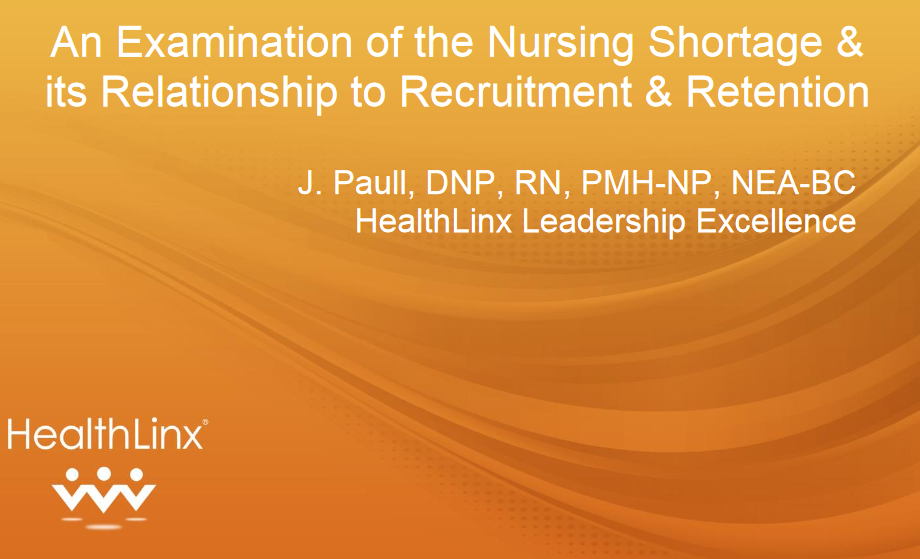 An Examination of the Nursing Shortage &
its Relationship to Recruitment & Retention
J. Paull, DNP, RN, PMH-NP, NEA-BC
HealthLinx Leadership Excellence
HealthLinx®